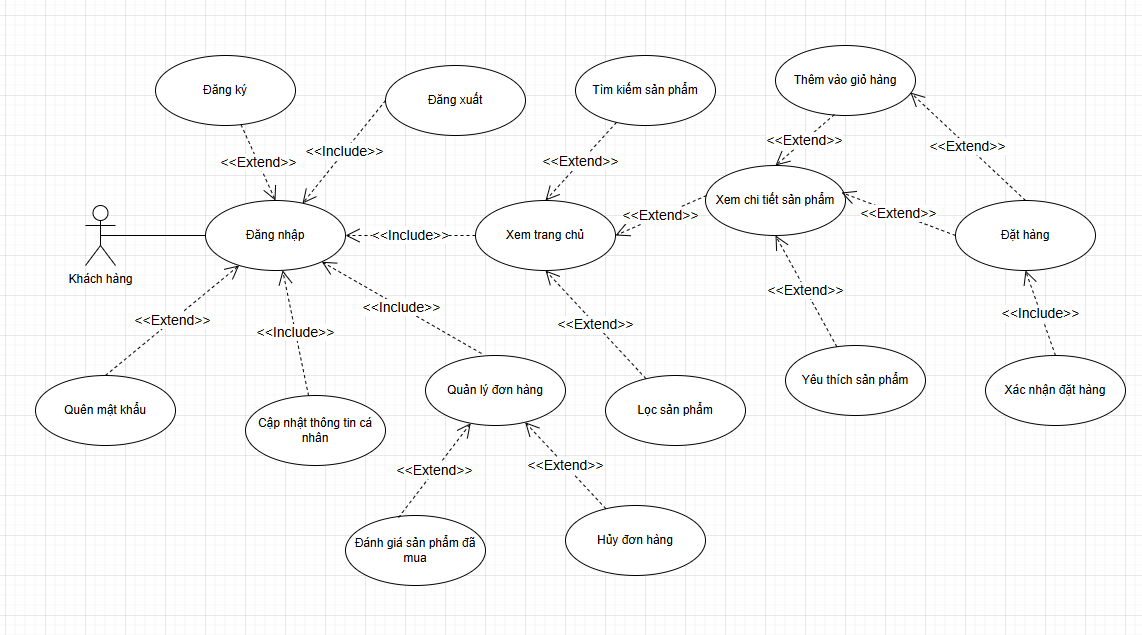 Đăng ký
Đăng xuất
Tìm kiếm sản phẩm
Thêm vào giỏ hàng
<<Extend>>
<<Include>>
<<Extend>>
<<Extend>>
<<Extend>>
Khách hàng
Đăng nhập
<<Include>>
Xem trang chủ
<<Extend>>
Xem chi tiết sản phẩm
<<Extend>>
Đặt hàng
<<Extend>>
<<Include>>
<<Include>>
<<Extend>>
<<Extend>>
<<Include>>
Quên mật khẩu
Cập nhật thông tin cá
nhân
Quản lý đơn hàng
Lọc sản phẩm
Yêu thích sản phẩm
Xác nhận đặt hàng
<<Extend>>
<<Extend>>
Đánh giá sản phẩm đã
mua
Hủy đơn hàng